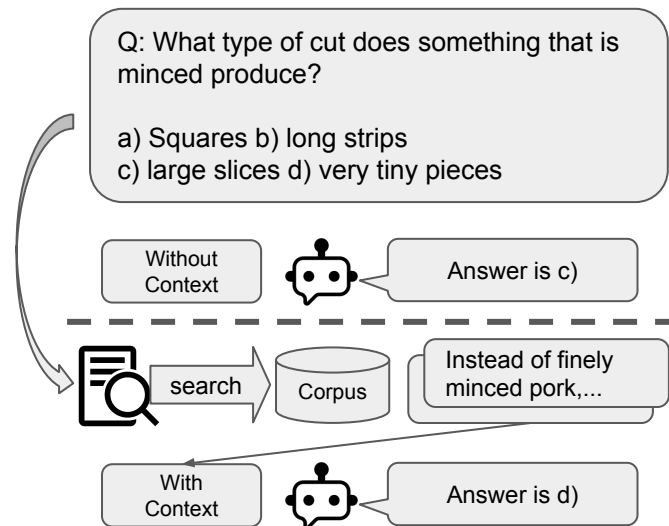 Q: What type of cut does something that is
minced produce?
a) Squares b) long strips
c) large slices d) very tiny pieces
Without
Context
Answer is c)
search
Corpus
Instead of finely
minced pork,...
With
Context
Answer is d)